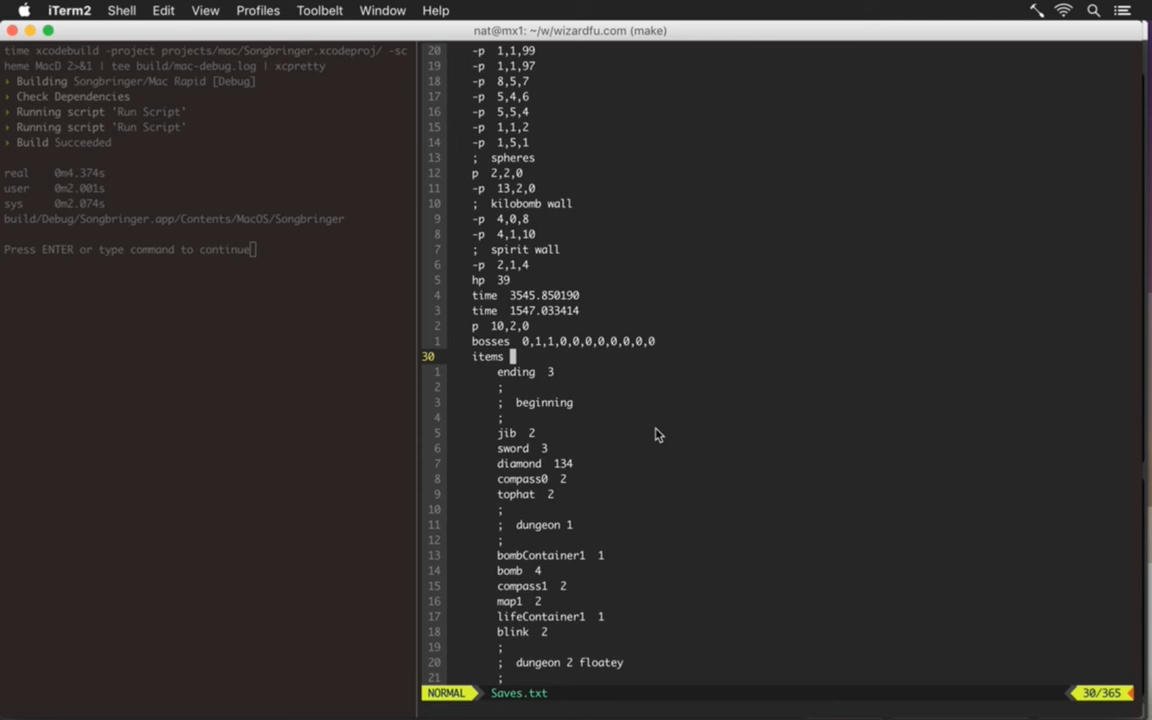 iTerm2 Shell Edit View Profiles Toolbelt Window Help
nat@mx1: ~/w/wizardfu.com (make)
time xcodebuild -project projects/mac/Songbringer.xcodeproj/ -sc
heme MacD 2>&1 | tee build/mac-debug.log | xcpretty
› Building Songbringer/Mac Rapid [Debug]
› Check Dependencies
› Running script 'Run Script'
› Running script 'Run Script'
› Build Succeeded
real 0m4.374s
user 0m2.001s
sys 0m2.074s
build/Debug/Songbringer.app/Contents/MacOS/Songbringer
Press ENTER or type command to continue
20 -p 1,1,99
19 -p 1,1,97
18 -p 8,5,7
17 -p 5,4,6
16 -p 5,5,4
15 -p 1,1,2
14 -p 1,5,1
13 ; spheres
12 p 2,2,0
11 -p 13,2,0
10 ; kilobomb wall
9 -p 4,0,8
8 -p 4,1,10
7 ; spirit wall
6 -p 2,1,4
5 hp 39
4 time 3545.850190
3 time 1547.033414
2 p 10,2,0
1 bosses 0,1,1,0,0,0,0,0,0,0,0
30 items
1 ending 3
2 ;
3 ; beginning
4 ;
5 jib 2
6 sword 3
7 diamond 134
8 compass0 2
9 tophat 2
10 ;
11 ; dungeon 1
12 ;
13 bombContainer1 1
14 bomb 4
15 compass1 2
16 map1 2
17 lifeContainer1 1
18 blink 2
19 ;
20 ; dungeon 2 floatey
21 ;
NORMAL Saves.txt 30/365